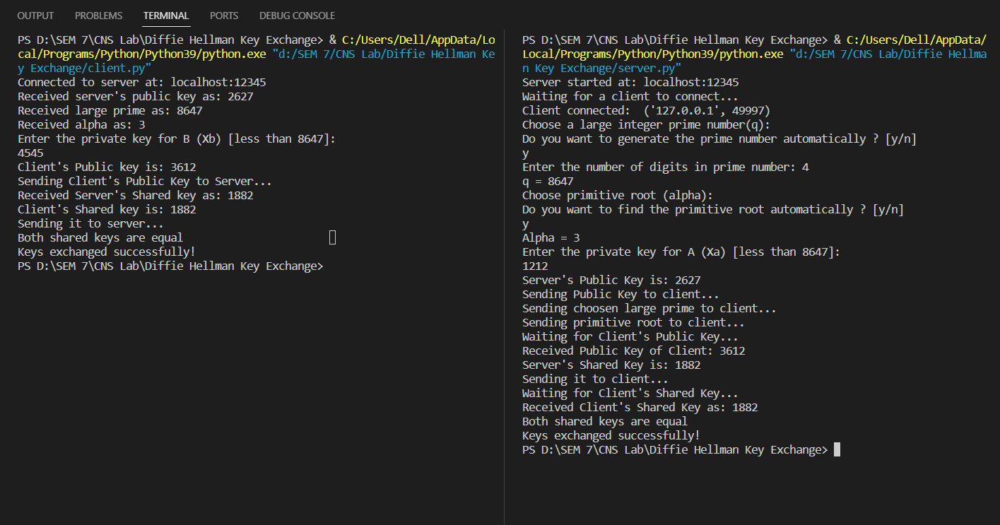 OUTPUT PROBLEMS TERMINAL PORTS DEBUG CONSOLE
PS D:\SEM 7\CNS Lab\Diffie Hellman Key Exchange> & C:/Users/Dell/AppData/Lo
cal/Programs/Python/Python39/python.exe "d:/SEM 7/CNS Lab/Diffie Hellman Ke
y Exchange/client.py"
Connected to server at: localhost:12345
Received server's public key as: 2627
Received large prime as: 8647
Received alpha as: 3
Enter the private key for B (Xb) [less than 8647]:
4545
Client's Public key is: 3612
Sending Client's Public Key to Server...
Received Server's Shared key as: 1882
Client's Shared key is: 1882
Sending it to server...
Both shared keys are equal
Keys exchanged successfully!
PS D:\SEM 7\CNS Lab\Diffie Hellman Key Exchange>
PS D:\SEM 7\CNS Lab\Diffie Hellman Key Exchange> & C:/Users/Dell/AppData/
Local/Programs/Python/Python39/python.exe "d:/SEM 7/CNS Lab/Diffie Hellma
n Key Exchange/server.py"
Server started at: localhost:12345
Waiting for a client to connect...
Client connected:  ('127.0.0.1', 49997)
Choose a large integer prime number(q):
Do you want to generate the prime number automatically ? [y/n]
y
Enter the number of digits in prime number: 4
q = 8647
Choose primitive root (alpha):
Do you want to find the primitive root automatically ? [y/n]
y
Alpha = 3
Enter the private key for A (Xa) [less than 8647]:
1212
Server's Public Key is: 2627
Sending Public Key to client...
Sending choosen large prime to client...
Sending primitive root to client...
Waiting for Client's Public Key...
Received Public Key of Client: 3612
Server's Shared Key is: 1882
Sending it to client...
Waiting for Client's Shared Key...
Received Client's Shared Key as: 1882
Both shared keys are equal
Keys exchanged successfully!
PS D:\SEM 7\CNS Lab\Diffie Hellman Key Exchange>